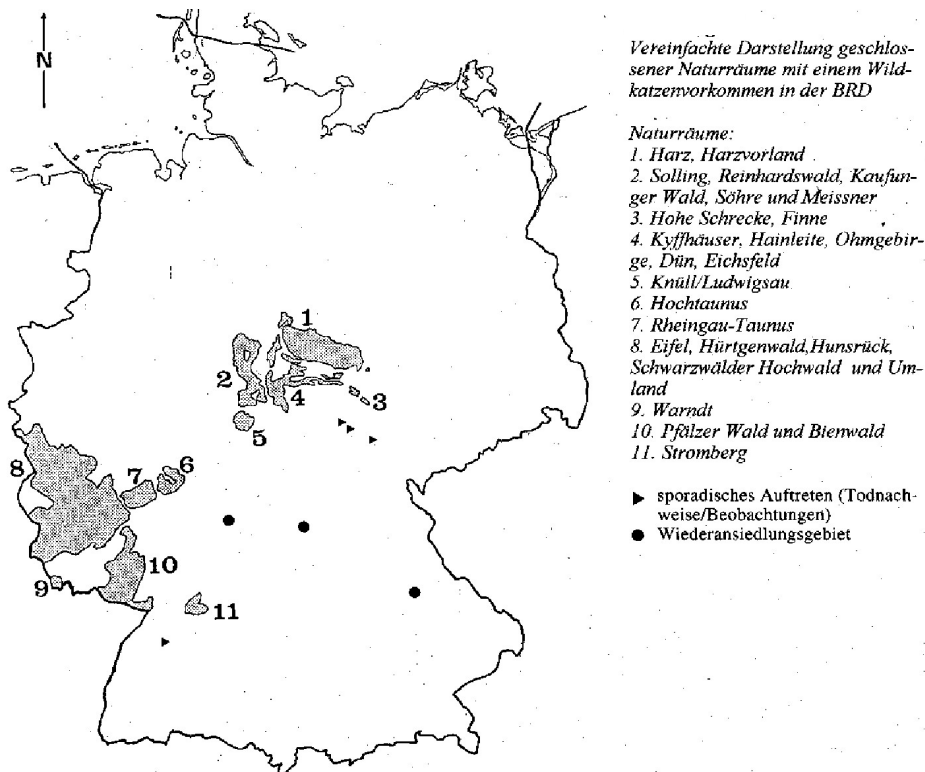 N
Vereinfachte Darstellung geschlos-
sener Naturräume mit einem Wild-
katzenvorkommen in der BRD
Naturräume:
1. Harz, Harzvorland
2. Solling, Reinhardswald, Kaufun-
ger Wald, Söhre und Meissner
3. Hohe Schrecke, Finne
4. Kyffhäuser, Hainleite, Ohmgebir-
ge, Dün, Eichsfeld
5. Knüll/Ludwigsau
6. Hochtaunus
7. Rheingau-Taunus
8. Eifel, Hürtgenwald,Hunsrück,
Schwarzwälder Hochwald und Um-
land
9. Warndt
10. Pfälzer Wald und Bienwald
11. Stromberg
sporadisches Auftreten (Todnach-
weise/Beobachtungen)
Wiederansiedlungsgebiet
1
2
4
3
5
8
7
6
9
10
11